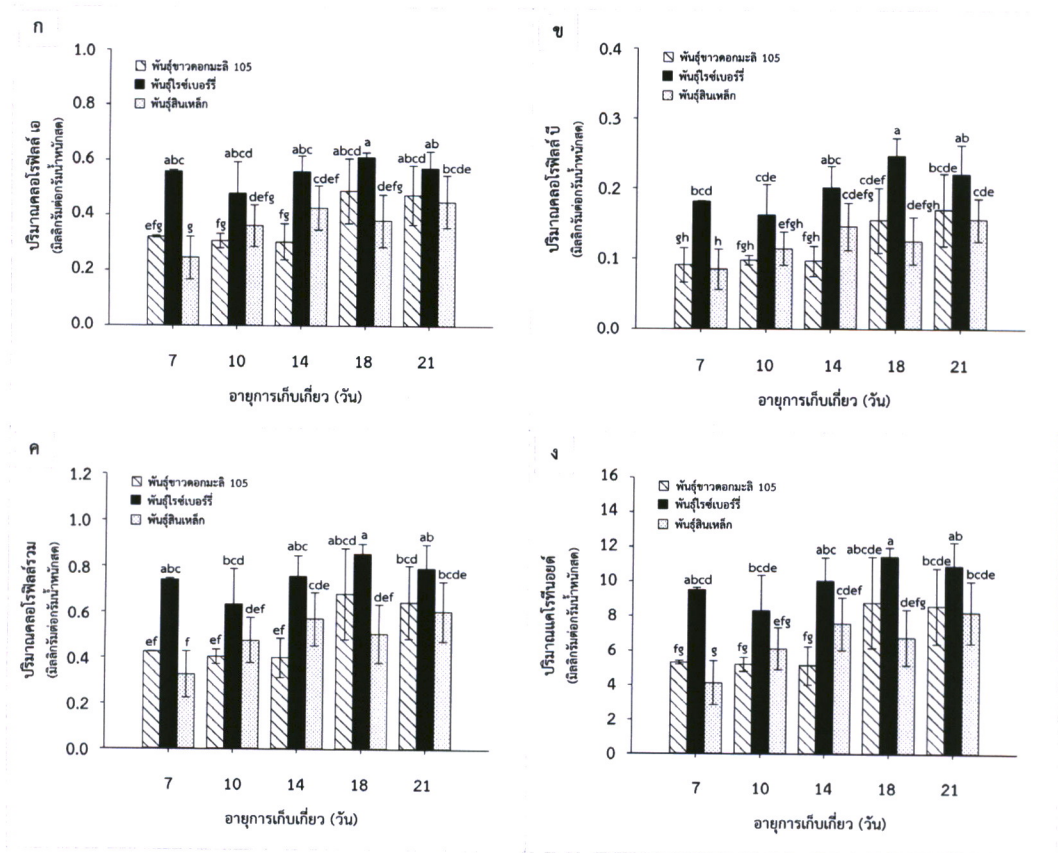 ก
1.0
0.8
0.6
0.4
0.2
0.0
ปริมาณคลอโรฟิลล์ เอ
(มิลลิกรัมต่อกรัมน้ำหนักสด)
พันธุ์ขาวดอกมะลิ 105
พันธุ์ไรซ์เบอร์รี่
พันธุ์สินเหล็ก
efg abc g
fg abcd defg
fg abc cdef
abcd a defg
abcd ab bcde
7 10 14 18 21
อายุการเก็บเกี่ยว (วัน)
ข
0.4
0.3
0.2
0.1
0.0
ปริมาณคลอโรฟิลล์ บี
(มิลลิกรัมต่อกรัมน้ำหนักสด)
พันธุ์ขาวดอกมะลิ 105
พันธุ์ไรซ์เบอร์รี่
พันธุ์สินเหล็ก
gh bcd h
fgh cde efgh
fgh abc cdefg
cdef a defgh
bcde ab cde
7 10 14 18 21
อายุการเก็บเกี่ยว (วัน)
ค
1.2
1.0
0.8
0.6
0.4
0.2
0.0
ปริมาณคลอโรฟิลล์รวม
(มิลลิกรัมต่อกรัมน้ำหนักสด)
พันธุ์ขาวดอกมะลิ 105
พันธุ์ไรซ์เบอร์รี่
พันธุ์สินเหล็ก
ef abc f
ef bcd def
ef abc cde
abcd a def
bcd ab bcde
7 10 14 18 21
อายุการเก็บเกี่ยว (วัน)
ง
16
14
12
10
8
6
4
2
0
ปริมาณแคโรทีนอยด์
(มิลลิกรัมต่อกรัมน้ำหนักสด)
พันธุ์ขาวดอกมะลิ 105
พันธุ์ไรซ์เบอร์รี่
พันธุ์สินเหล็ก
fg abcd g
fg bcde efg
fg abc cdef
abcde a defg
bcde ab bcde
7 10 14 18 21
อายุการเก็บเกี่ยว (วัน)